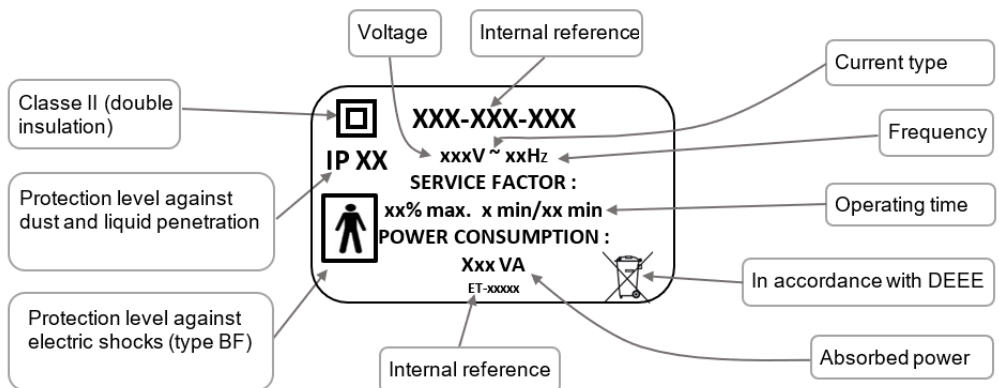 Voltage
Internal reference
Current type
Classe II (double
insulation)
XXX-XXX-XXX
Frequency
IP XX
xxxV ~ xxHz
SERVICE FACTOR :
Protection level against
dust and liquid penetration
xx% max. x min/xx min
Operating time
POWER CONSUMPTION :
Xxx VA
In accordance with DEEE
ET-xxxxx
Protection level against
electric shocks (type BF)
Internal reference
Absorbed power